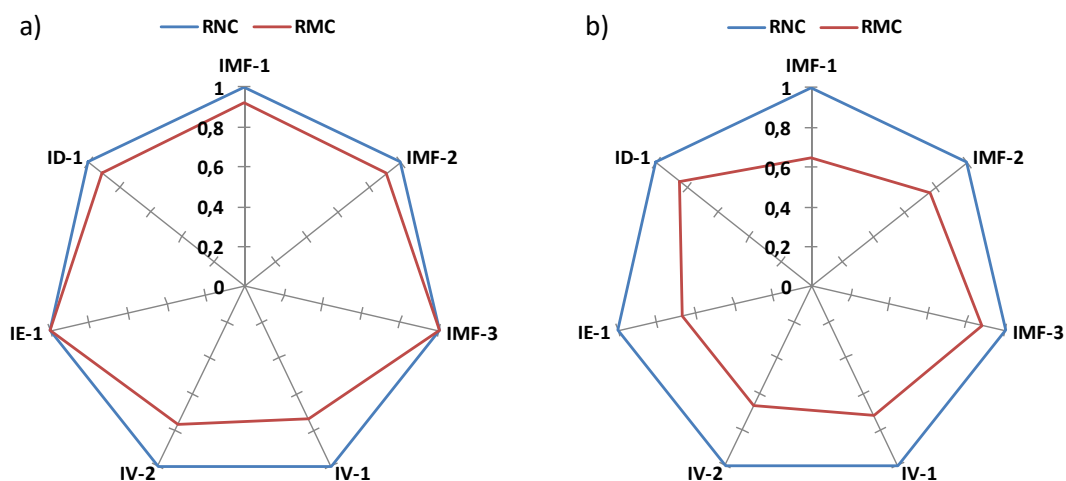 a)
RNC RMC
IMF-1
1
0,8
0,6
0,4
0,2
0
IMF-2
IMF-3
IV-1
IV-2
IE-1
ID-1
b)
RNC RMC
IMF-1
1
0,8
0,6
0,4
0,2
0
IMF-2
IMF-3
IV-1
IV-2
IE-1
ID-1